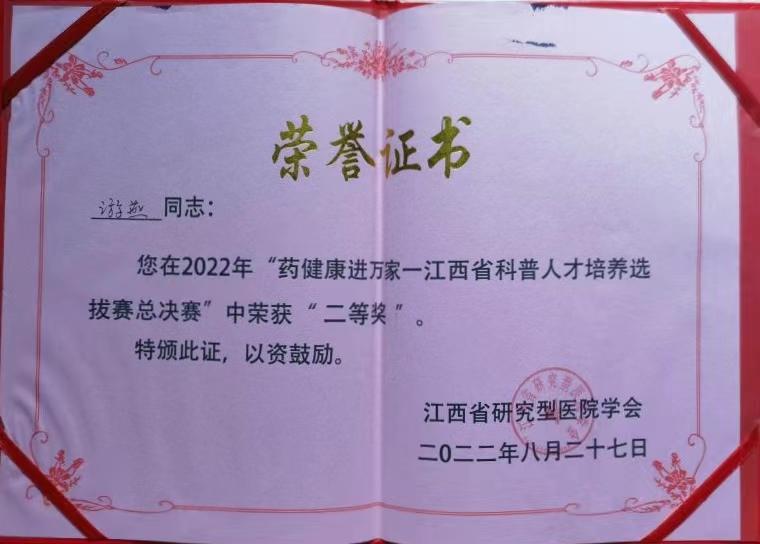 荣誉证书
游燕同志：
您在2022年“药健康进万家一江西省科普人才培养选
拔赛总决赛”中荣获“二等奖”。
特颁此证，以资鼓励。
江西省研究型医院学会
二0二二年八月二十七日